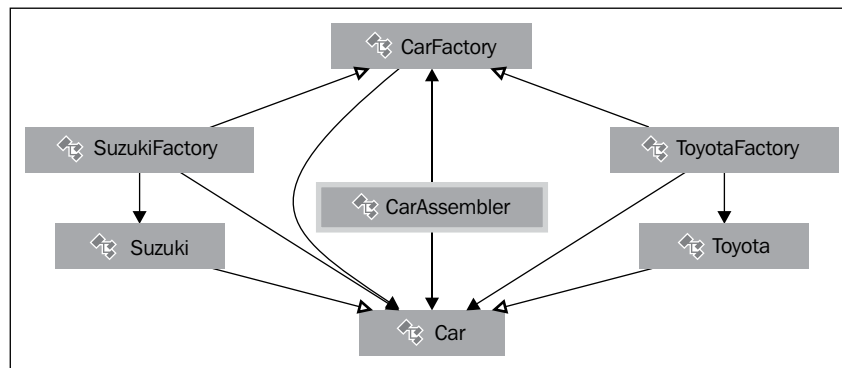 CarFactory
SuzukiFactory
ToyotaFactory
CarAssembler
Suzuki
Toyota
Car